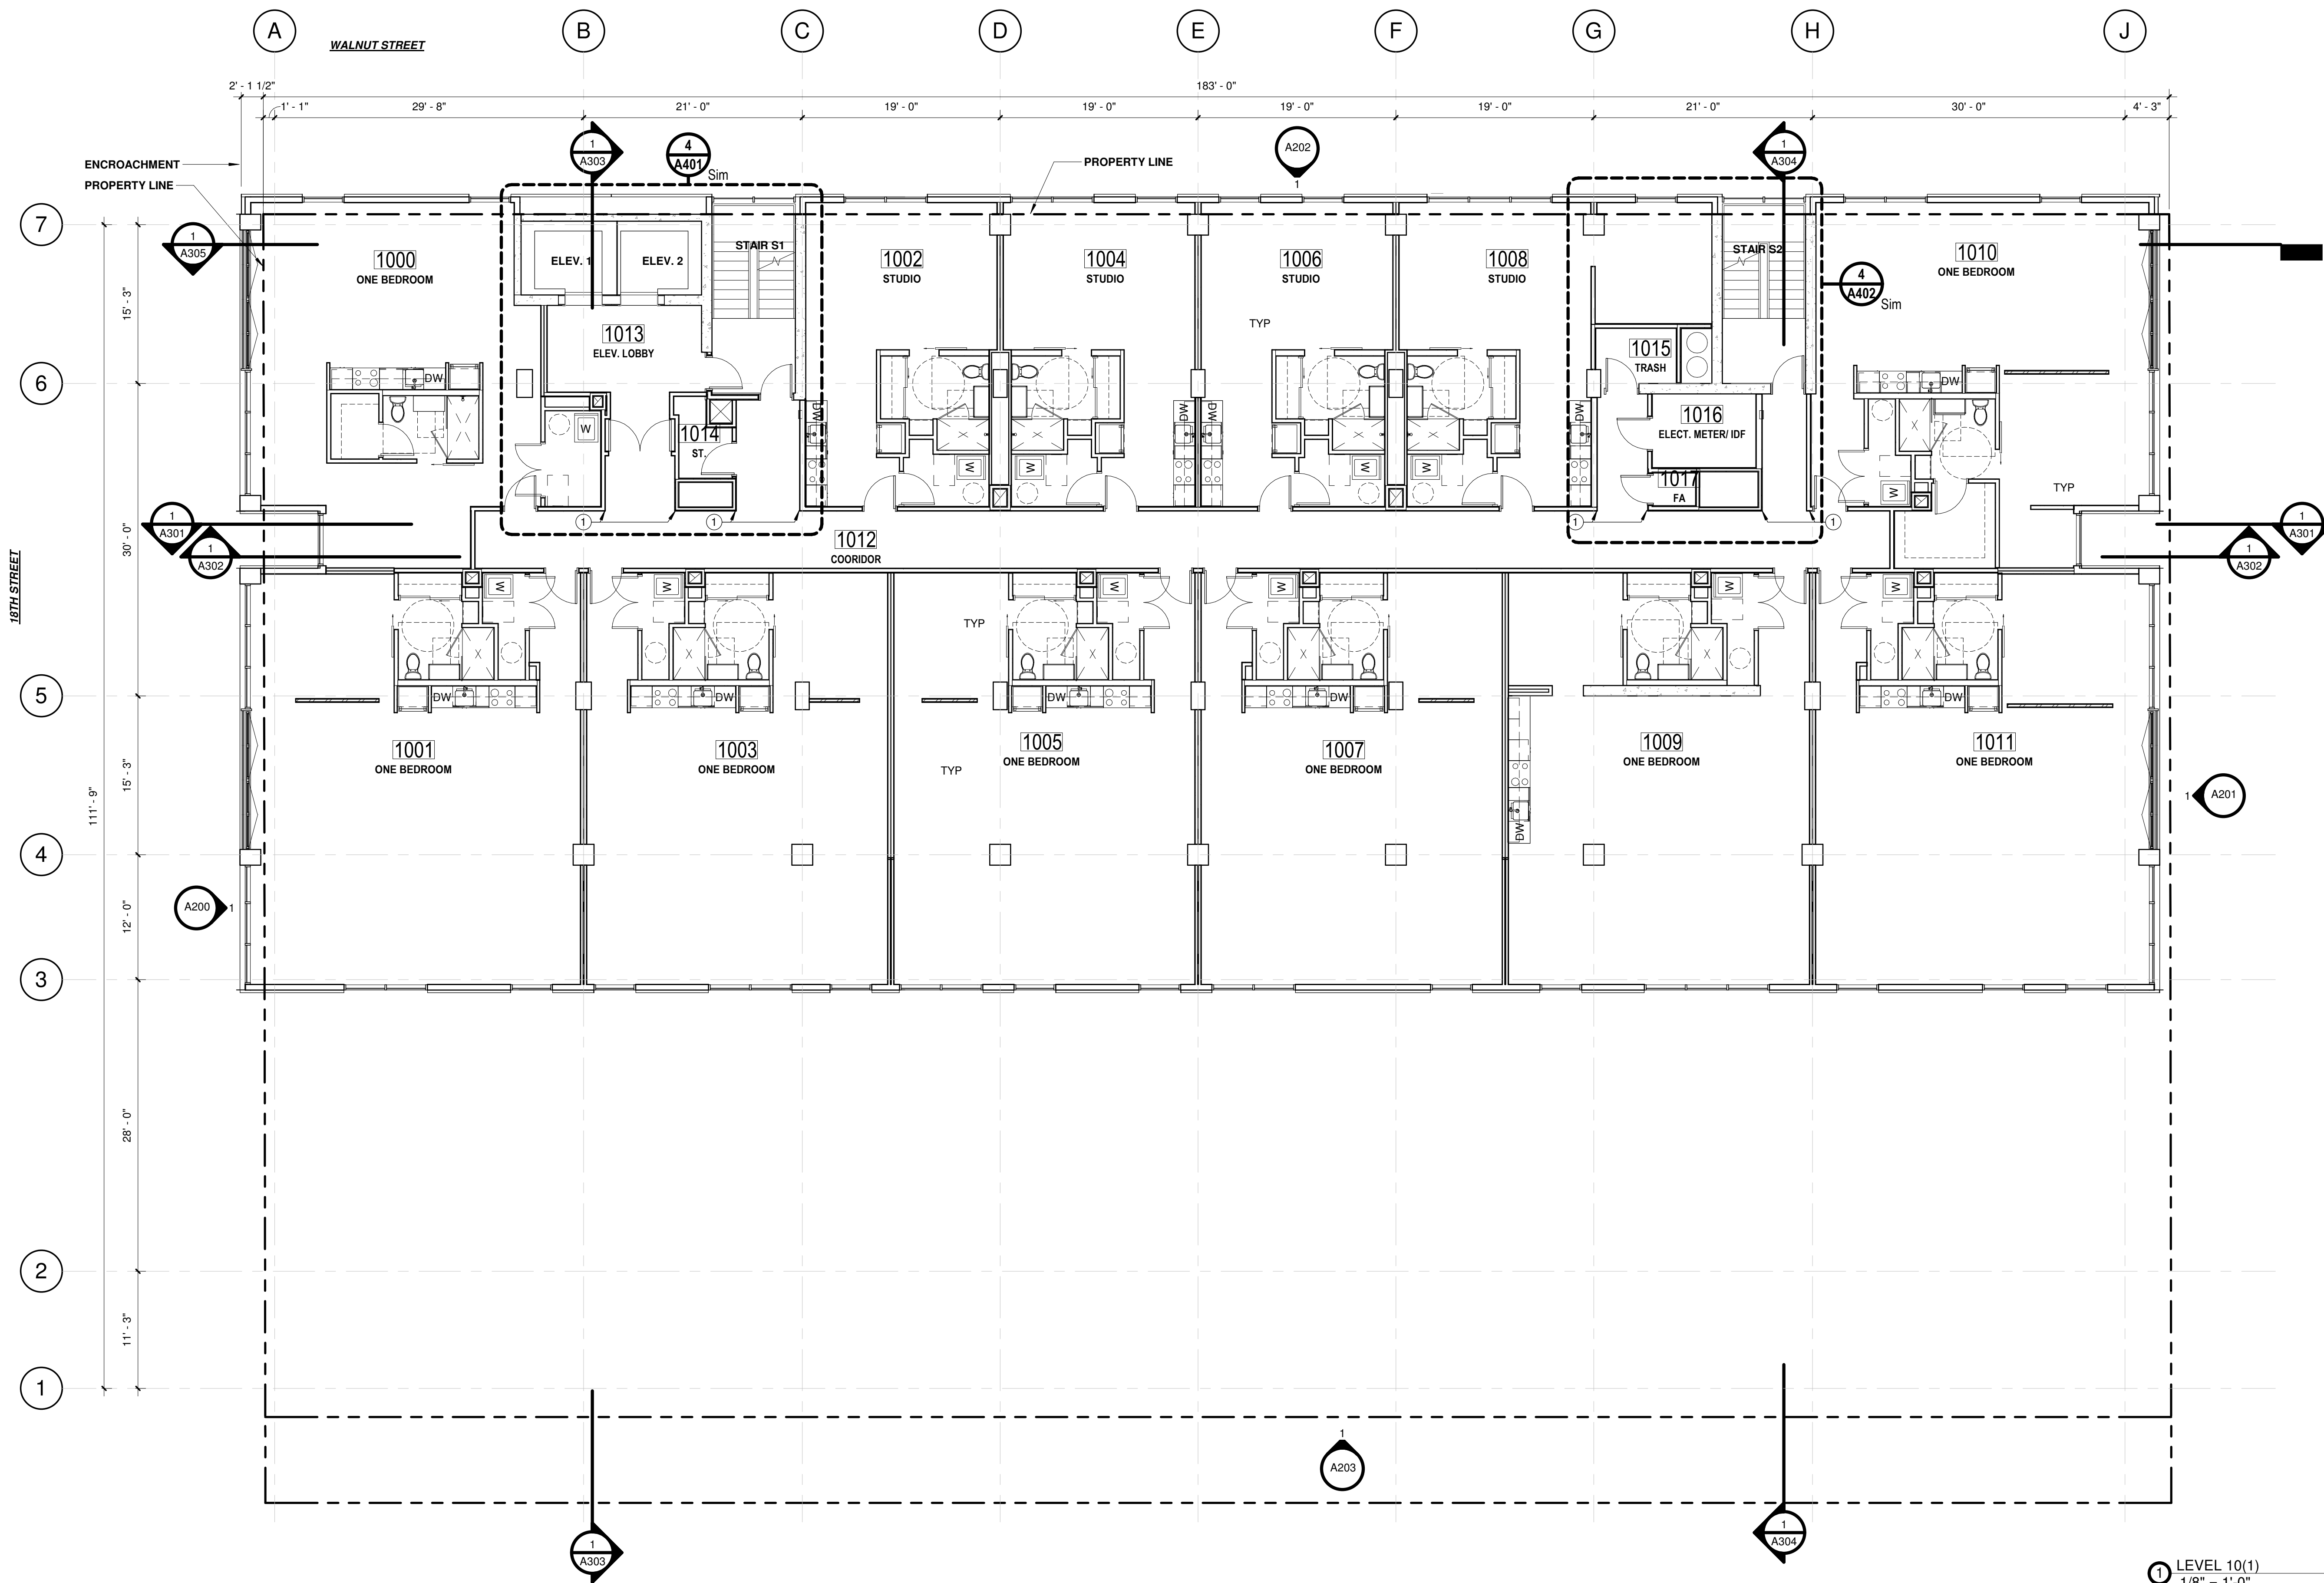 A
B
C
D
E
F
G
H
J
WALNUT STREET
2' - 1 1/2"
183' - 0"
1' - 1"
29' - 8"
21' - 0"
19' - 0"
19' - 0"
19' - 0"
19' - 0"
21' - 0"
30' - 0"
4' - 3"
ENCROACHMENT
PROPERTY LINE
1
A303
4
A401
Sim
PROPERTY LINE
A202
1
1
A304
7
1
A305
1000
ONE BEDROOM
ELEV. 1
ELEV. 2
STAIR S1
1002
STUDIO
1004
STUDIO
1006
STUDIO
1008
STUDIO
STAIR S2
1010
ONE BEDROOM
4
A402
Sim
15' - 3"
1013
ELEV. LOBBY
TYP
1015
TRASH
6
DW
DW
W
1014
ST.
DW
DW
DW
DW
1016
ELECT. METER/ IDF
W
W
W
W
1017
FA
W
TYP
1
A301
1
A302
30' - 0"
1
1
1
1
1012
COORIDOR
1
A301
1
A302
18TH STREET
W
W
W
W
W
W
TYP
5
DW
DW
DW
DW
DW
1001
ONE BEDROOM
1003
ONE BEDROOM
1005
ONE BEDROOM
1007
ONE BEDROOM
1009
ONE BEDROOM
1011
ONE BEDROOM
TYP
15' - 3"
111' - 9"
DW
1
A201
4
A200
1
12' - 0"
3
28' - 0"
2
11' - 3"
1
1
A203
1
A303
1
A304
1
LEVEL 10(1)
1/8" = 1'-0"